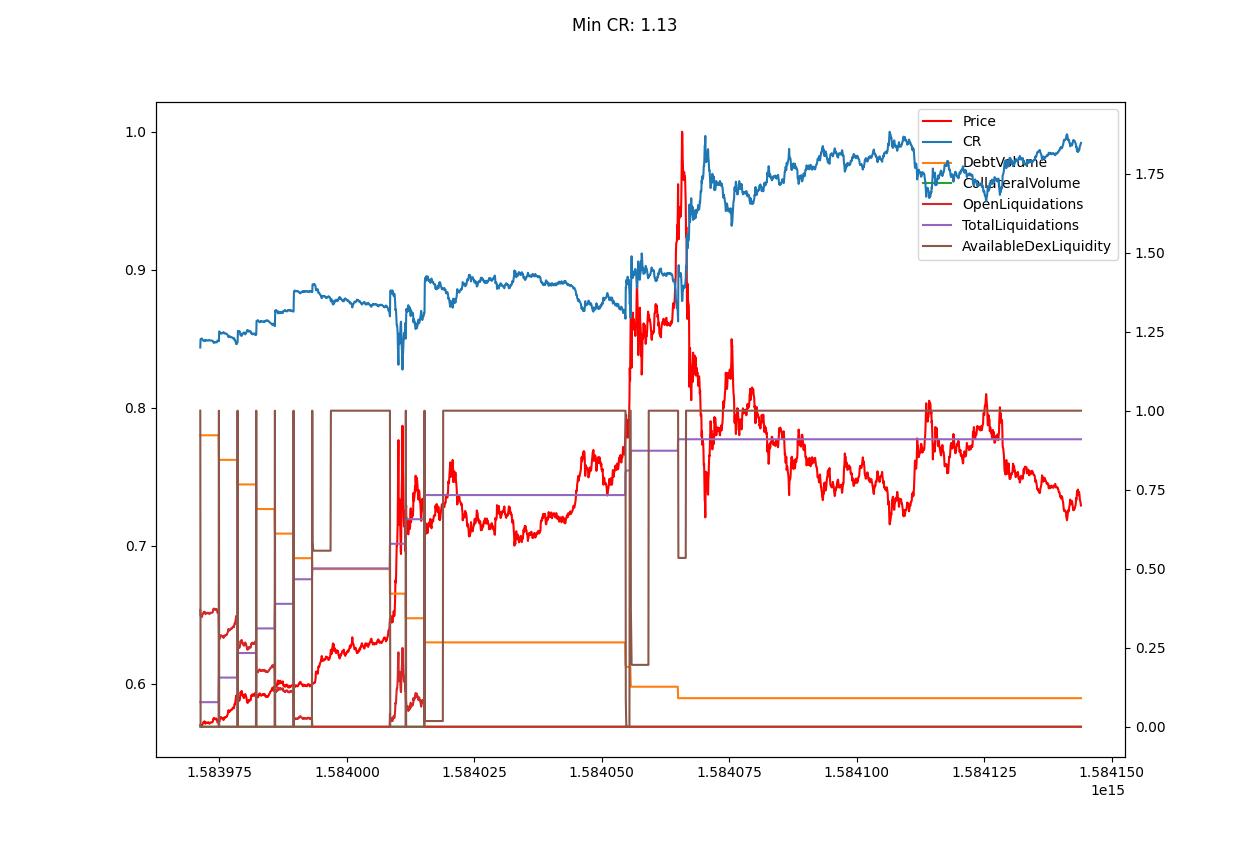 Min CR: 1.13
1.0
0.9
0.8
0.7
0.6
Price
CR
DebtVolume
CollateralVolume
OpenLiquidations
TotalLiquidations
AvailableDexLiquidity
1.75
1.50
1.25
1.00
0.75
0.50
0.25
0.00
1.583975 1.584000 1.584025 1.584050 1.584075 1.584100 1.584125 1.584150
1e15